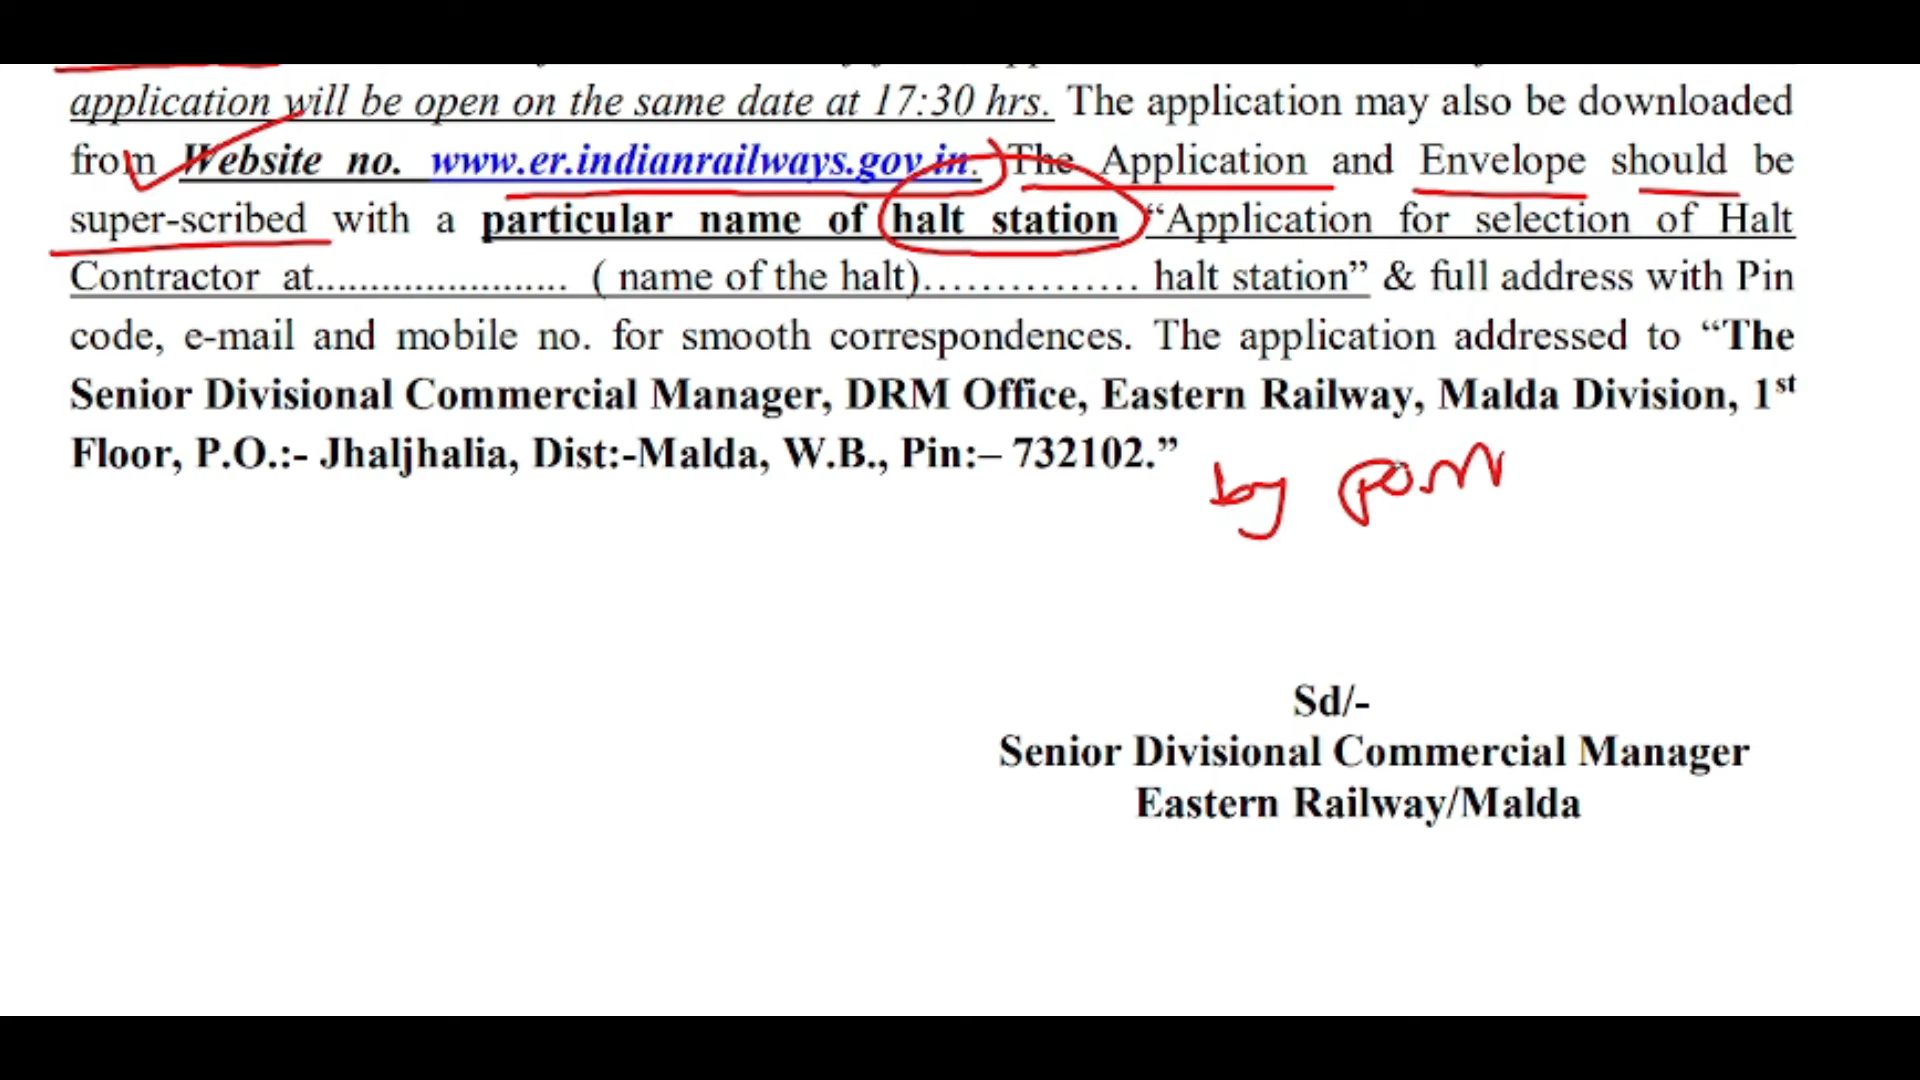 application will be open on the same date at 17:30 hrs. The application may also be downloaded
from Website no. www.er.indianrailways.gov.in. The Application and Envelope should be
super-scribed with a particular name of halt station “Application for selection of Halt
Contractor at....................... ( name of the halt)…………… halt station” & full address with Pin
code, e-mail and mobile no. for smooth correspondences. The application addressed to “The
Senior Divisional Commercial Manager, DRM Office, Eastern Railway, Malda Division, 1st
Floor, P.O.:- Jhaljhalia, Dist:-Malda, W.B., Pin:– 732102.”
by
Sd/-
Senior Divisional Commercial Manager
Eastern Railway/Malda